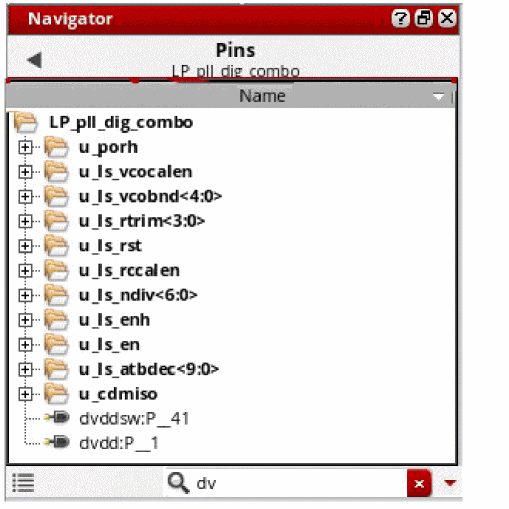 Navigator
Pins
LP_pll_dig_combo
Name
LP_pll_dig_combo
u_porh
u_ls_vcocalen
u_ls_vcobnd<4:0>
u_ls_rtrim<3:0>
u_ls_rst
u_ls_rccalen
u_ls_ndiv<6:0>
u_ls_enh
u_ls_en
u_ls_atbdec<9:0>
u_cdmiso
dvddsw:P__41
dvdd:P__1
dv